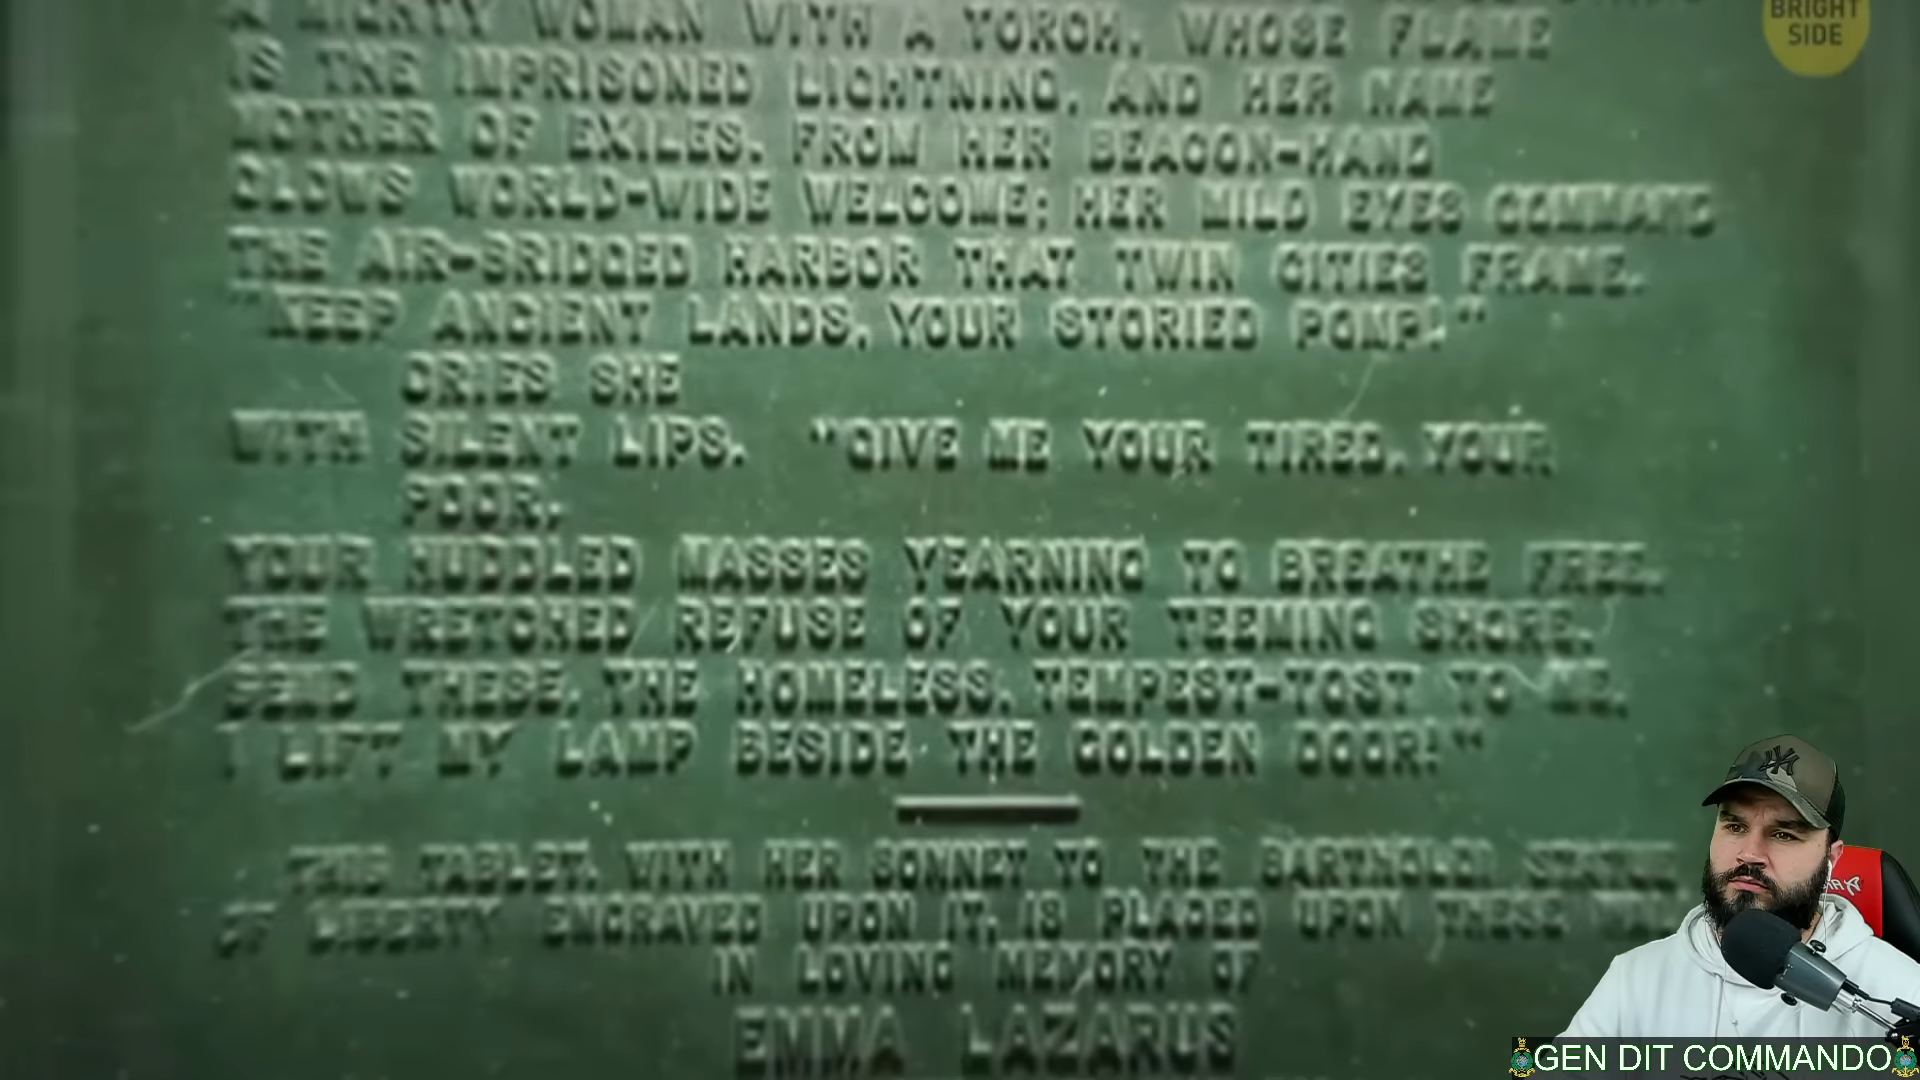 A MIGHTY WOMAN WITH A TORCH, WHOSE FLAME
IS THE IMPRISONED LIGHTNING, AND HER NAME
MOTHER OF EXILES. FROM HER BEACON-HAND
GLOWS WORLD-WIDE WELCOME; HER MILD EYES COMMAND
THE AIR-BRIDGED HARBOR THAT TWIN CITIES FRAME.
"KEEP ANCIENT LANDS, YOUR STORIED POMP!"
CRIES SHE
WITH SILENT LIPS. "GIVE ME YOUR TIRED, YOUR
POOR,
YOUR HUDDLED MASSES YEARNING TO BREATHE FREE,
THE WRETCHED REFUSE OF YOUR TEEMING SHORE,
SEND THESE, THE HOMELESS, TEMPEST-TOST TO ME,
I LIFT MY LAMP BESIDE THE GOLDEN DOOR!"
THIS TABLET, WITH HER SONNET TO THE BARTHOLDI STATUE
OF LIBERTY ENGRAVED UPON IT, IS PLACED UPON THESE
IN LOVING MEMORY OF
EMMA LAZARUS
BRIGHT
SIDE
GEN DIT COMMANDO